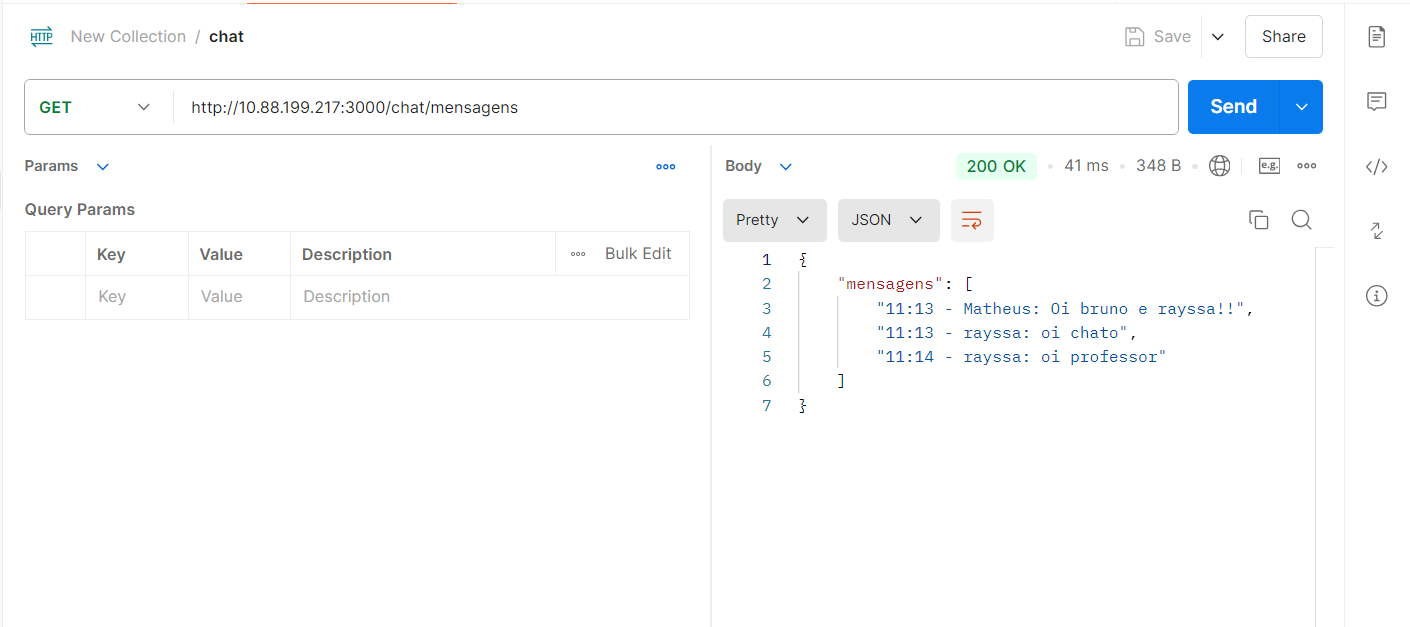 HTTP New Collection / chat Save Share
GET http://10.88.199.217:3000/chat/mensagens Send
Params
Query Params
Key Value Description Bulk Edit
Key Value Description
Body 200 OK 41 ms 348 B e.g.
Pretty JSON
1 {
2 "mensagens": [
3 "11:13 - Matheus: Oi bruno e rayssa!!",
4 "11:13 - rayssa: oi chato",
5 "11:14 - rayssa: oi professor"
6 ]
7 }